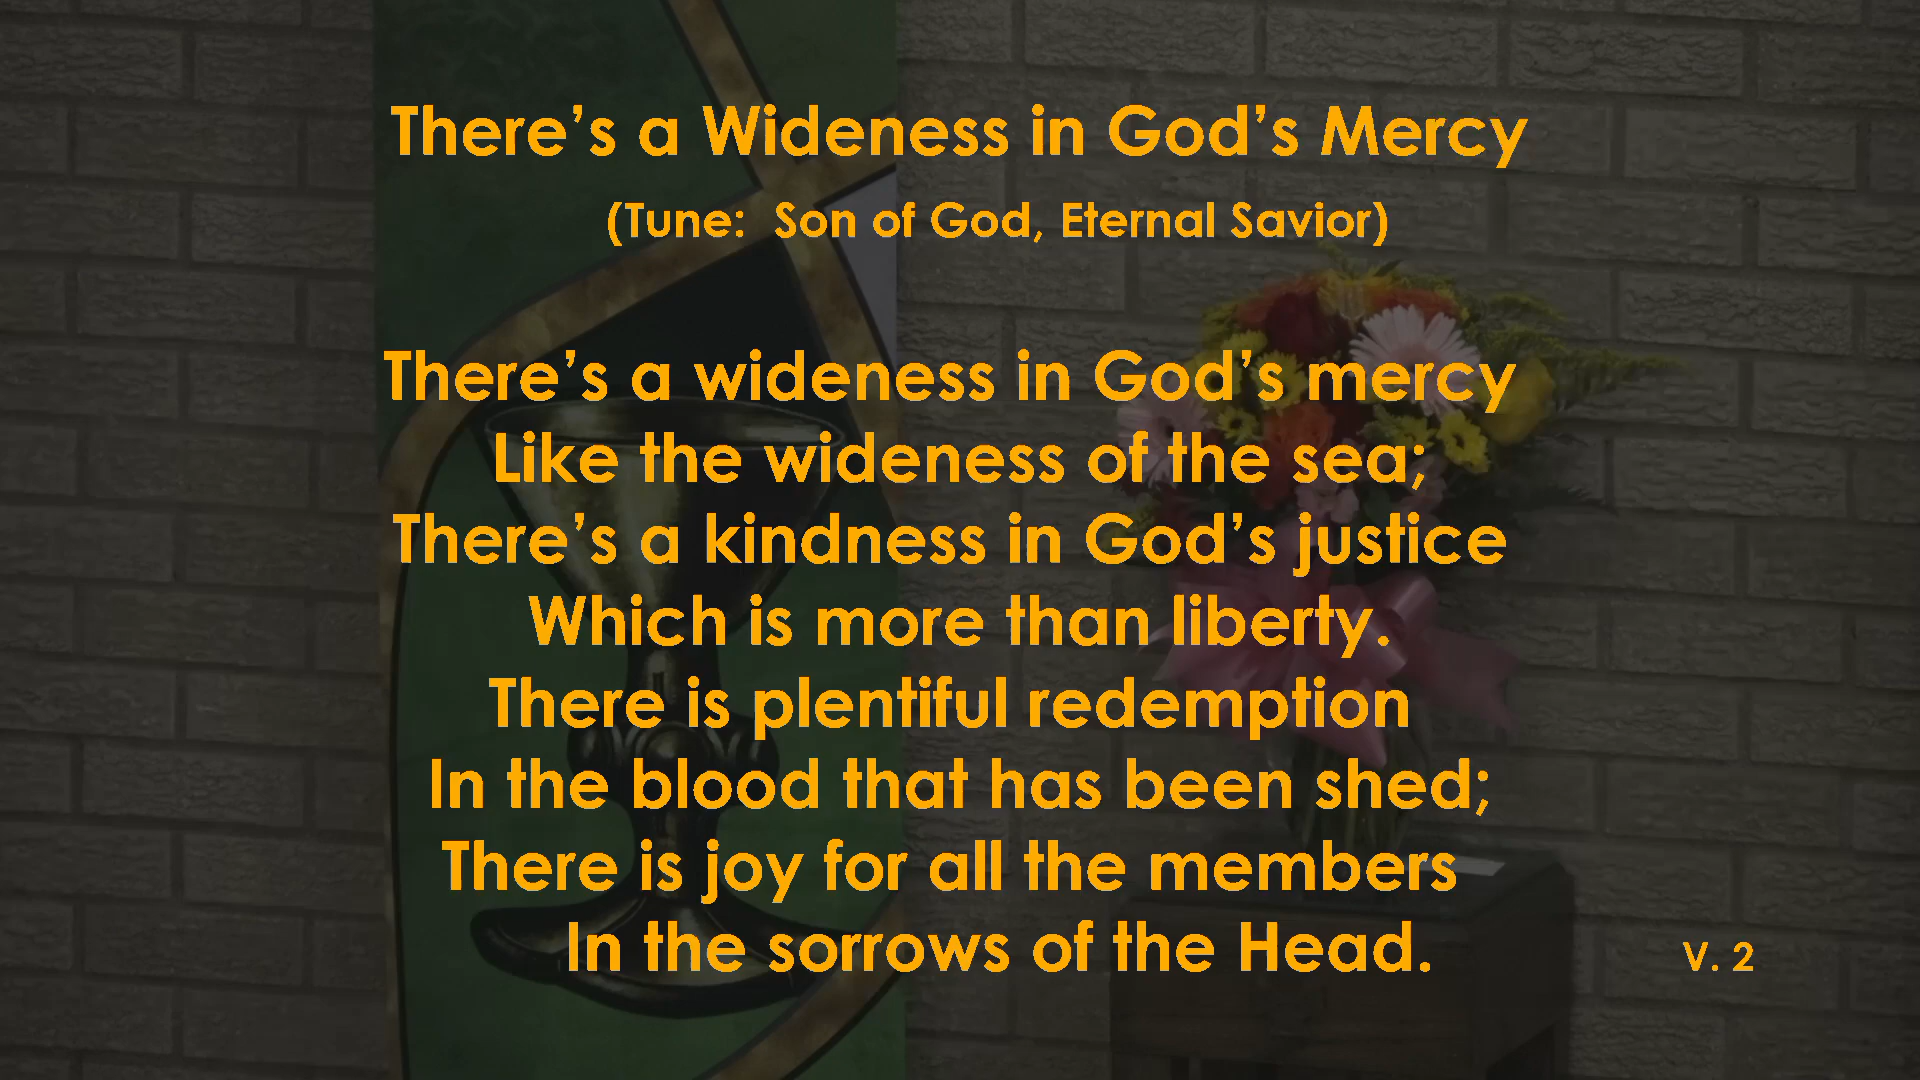 There’s a Wideness in God’s Mercy
(Tune:  Son of God, Eternal Savior)
There’s a wideness in God’s mercy
Like the wideness of the sea;
There’s a kindness in God’s justice
Which is more than liberty.
There is plentiful redemption
In the blood that has been shed;
There is joy for all the members
In the sorrows of the Head.
V. 2